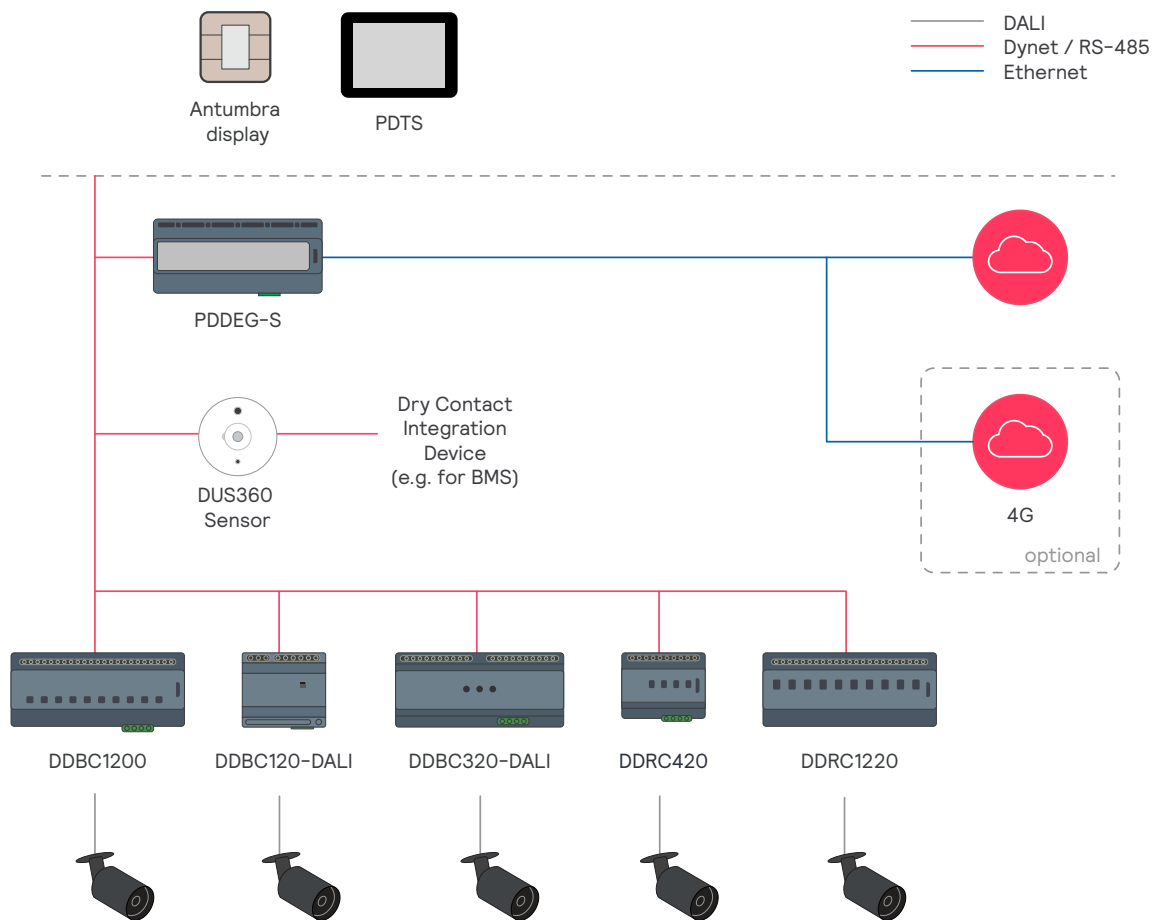 DALI
Dynet / RS-485
Ethernet
Antumbra
display
PDTS
PDDEG-S
Dry Contact
Integration
Device
(e.g. for BMS)
DUS360
Sensor
4G
optional
DDBC1200
DDBC120-DALI
DDBC320-DALI
DDRC420
DDRC1220